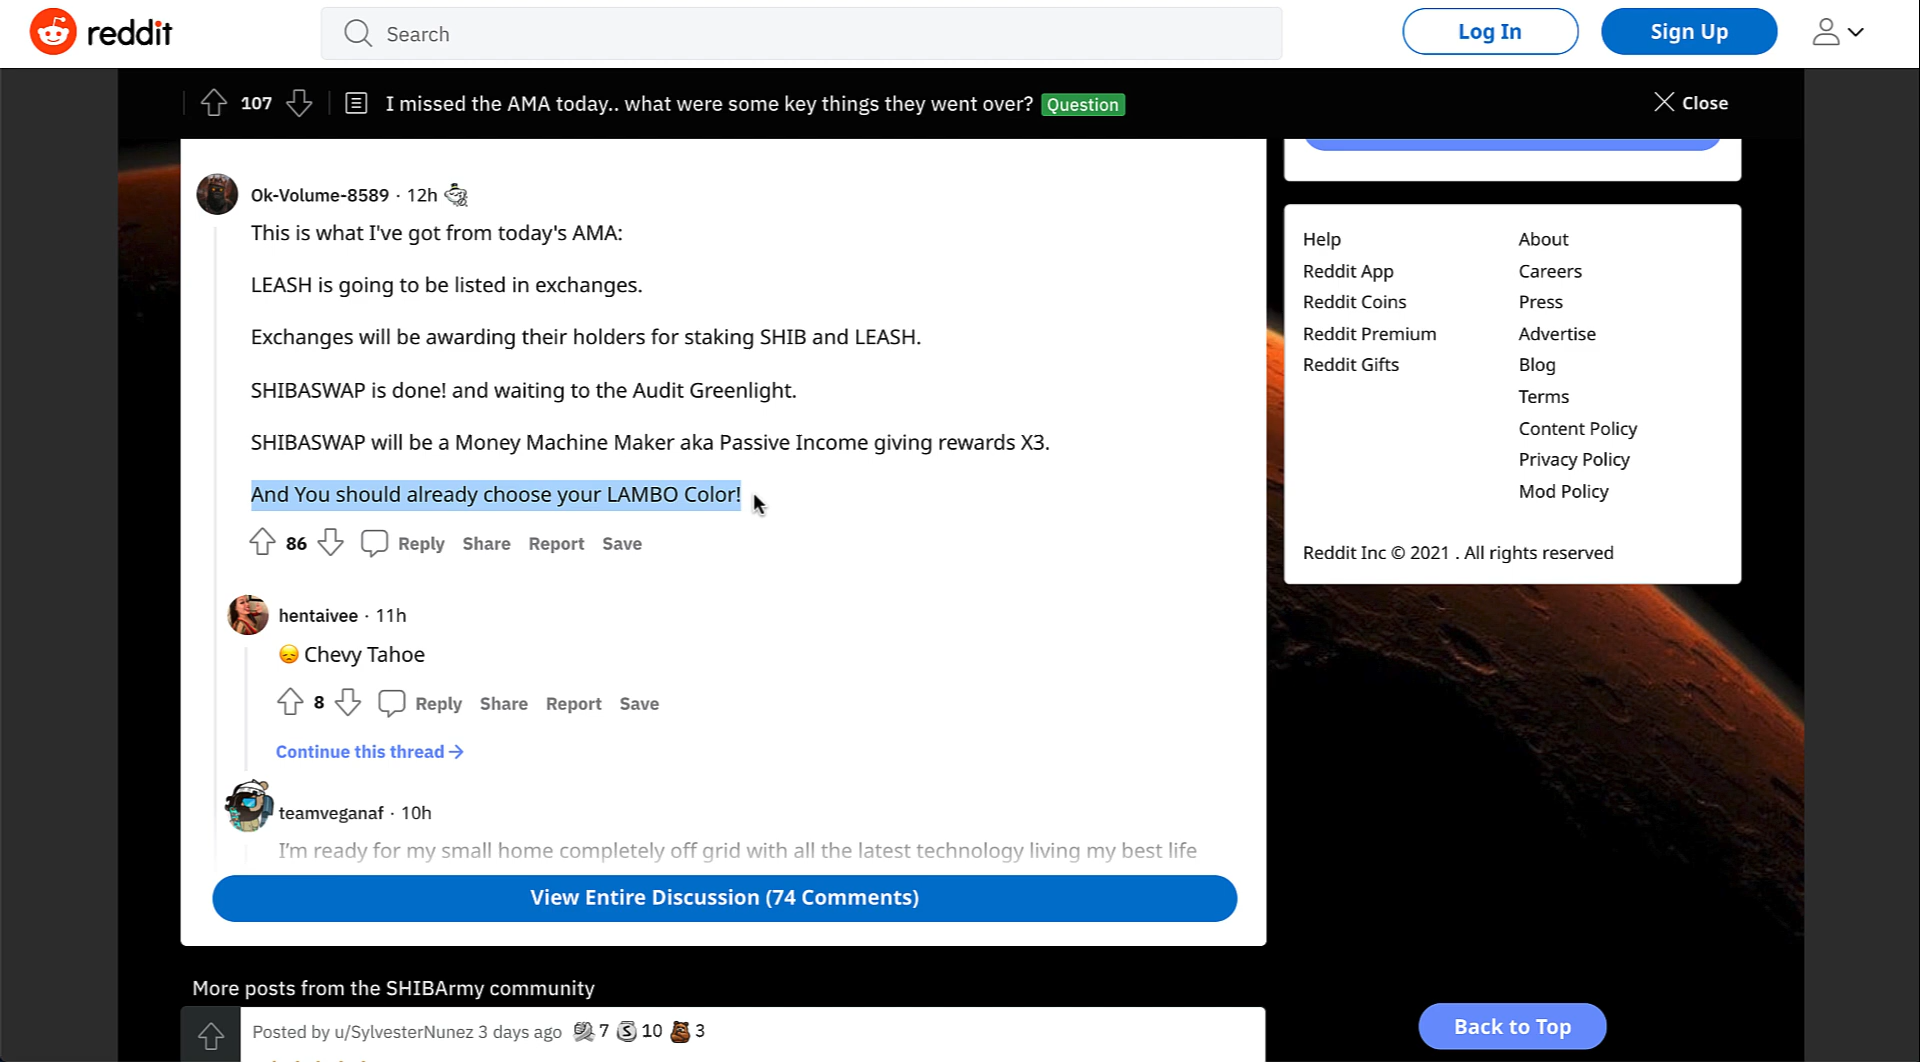 reddit
Search
Log In
Sign Up
107
I missed the AMA today.. what were some key things they went over? Question
Close
Ok-Volume-8589 · 12h
This is what I've got from today's AMA:
LEASH is going to be listed in exchanges.
Exchanges will be awarding their holders for staking SHIB and LEASH.
SHIBASWAP is done! and waiting to the Audit Greenlight.
SHIBASWAP will be a Money Machine Maker aka Passive Income giving rewards X3.
And You should already choose your LAMBO Color!
86 Reply Share Report Save
hentaivee · 11h
😞 Chevy Tahoe
8 Reply Share Report Save
Continue this thread →
teamveganaf · 10h
I'm ready for my small home completely off grid with all the latest technology living my best life
View Entire Discussion (74 Comments)
More posts from the SHIBArmy community
Posted by u/SylvesterNunez 3 days ago 7 10 3
Help
Reddit App
Reddit Coins
Reddit Premium
Reddit Gifts
About
Careers
Press
Advertise
Blog
Terms
Content Policy
Privacy Policy
Mod Policy
Reddit Inc © 2021 . All rights reserved
Back to Top